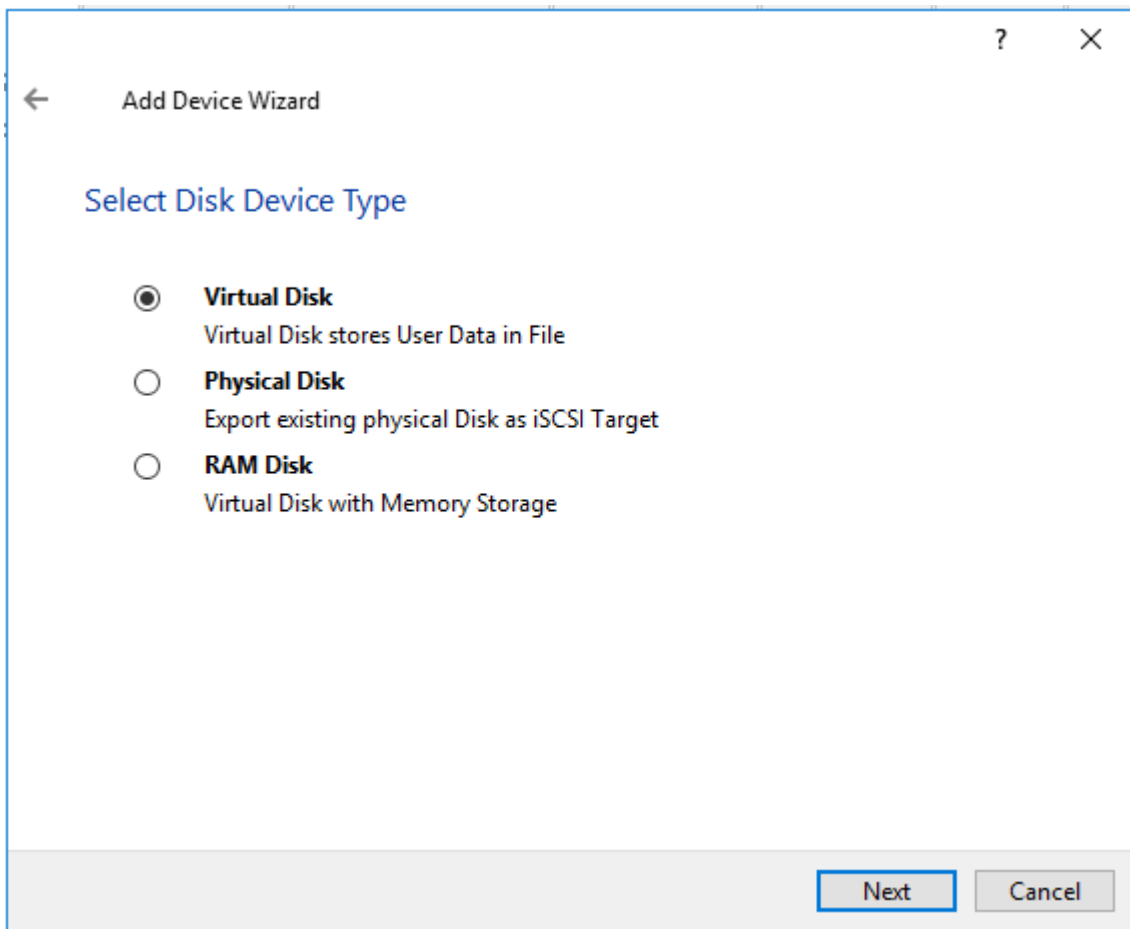 ?
Add Device Wizard
Select Disk Device Type
Virtual Disk
Virtual Disk stores User Data in File
Physical Disk
Export existing physical Disk as iSCSI Target
RAM Disk
Virtual Disk with Memory Storage
Next
Cancel